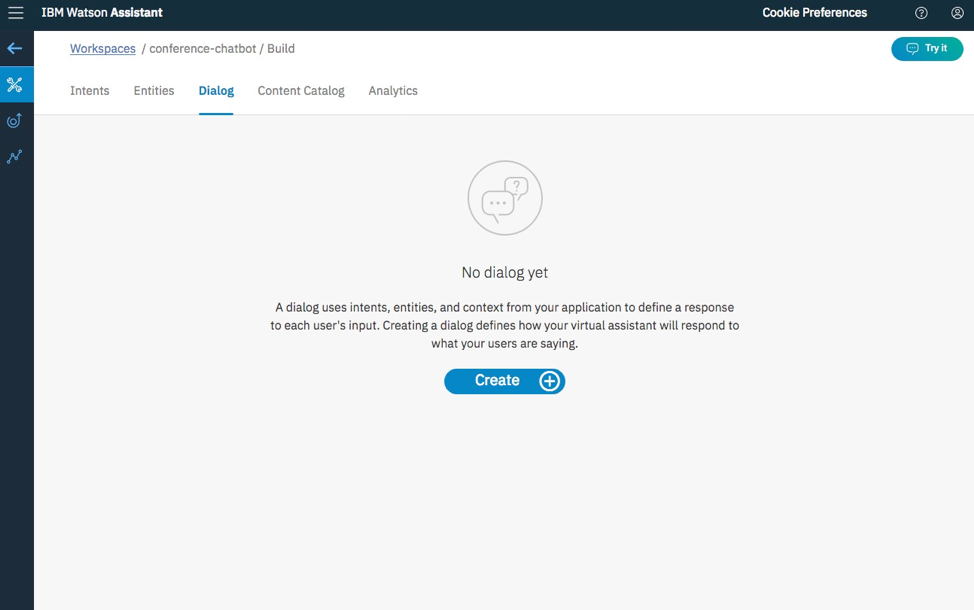 IBM Watson Assistant
Cookie Preferences
Workspaces / conference-chatbot / Build
Try it
Intents Entities Dialog Content Catalog Analytics
?
No dialog yet
A dialog uses intents, entities, and context from your application to define a response
to each user's input. Creating a dialog defines how your virtual assistant will respond to
what your users are saying.
Create